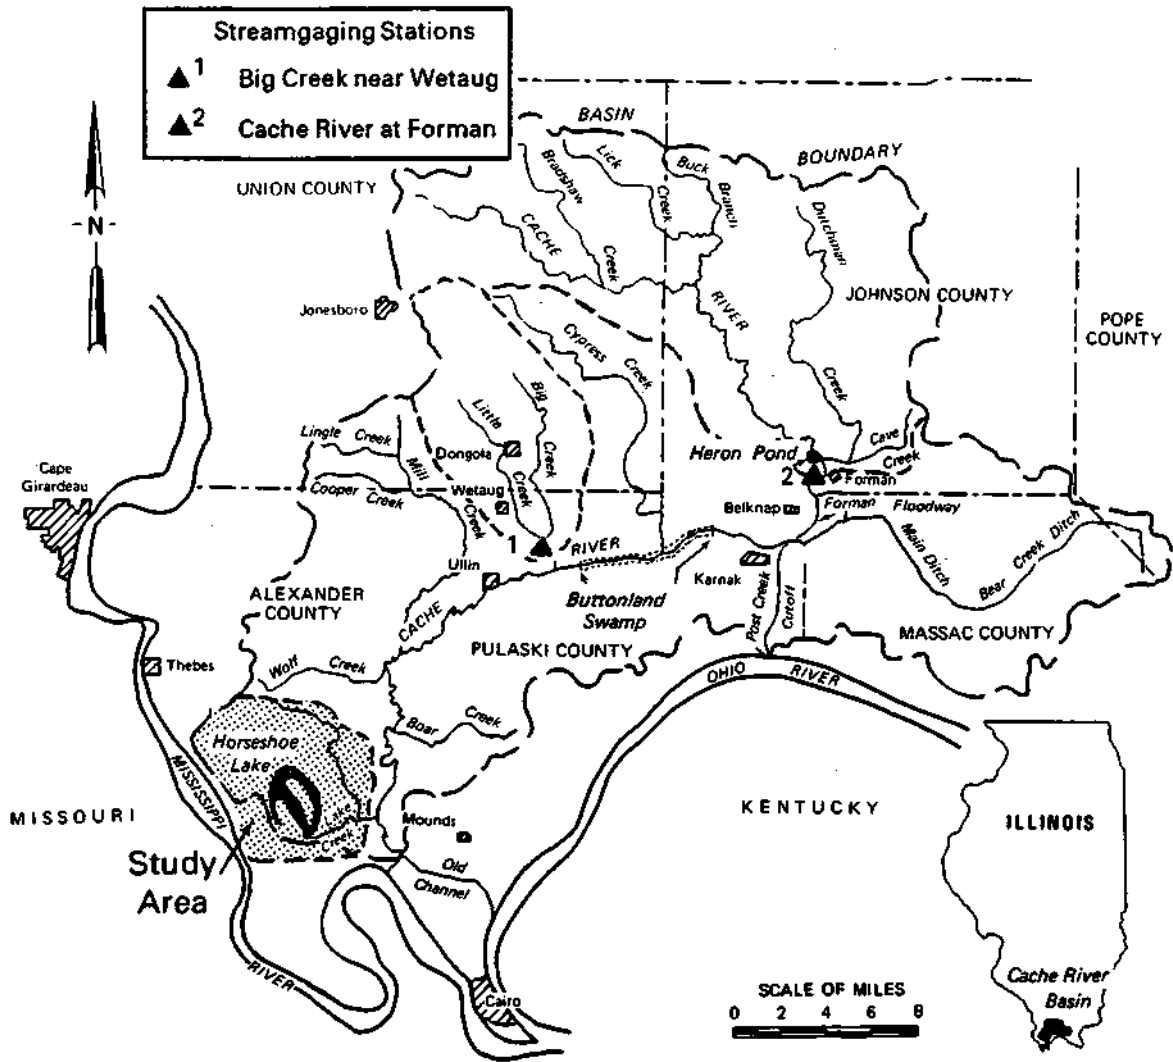 Streamgaging Stations
1 Big Creek near Wetaug
2 Cache River at Forman
N
BASIN
BOUNDARY
UNION COUNTY
Bradshaw
Creek
Lick
Creek
Buck
Branch
Dutchman
Creek
CACHE
RIVER
JOHNSON COUNTY
POPE
COUNTY
Jonesboro
Cypress
Creek
Big
Creek
Little
Creek
Lingle Creek
Mill
Creek
Cooper Creek
Dongola
Wetaug
Heron Pond
Cave
Creek
2
Forman
Cape
Girardeau
Belknap
Forman
Floodway
1
RIVER
Ullin
CACHE
Karnak
Main Ditch
Bear Creek Ditch
ALEXANDER
COUNTY
Buttonland
Swamp
Post Creek
Cutoff
PULASKI COUNTY
MASSAC COUNTY
Thebes
Wolf Creek
OHIO RIVER
Boar Creek
Horseshoe
Lake
Lake
Creek
MISSISSIPPI
RIVER
MISSOURI
KENTUCKY
ILLINOIS
Mounds
Study
Area
Old
Channel
Cairo
SCALE OF MILES
0 2 4 6 8
Cache River
Basin